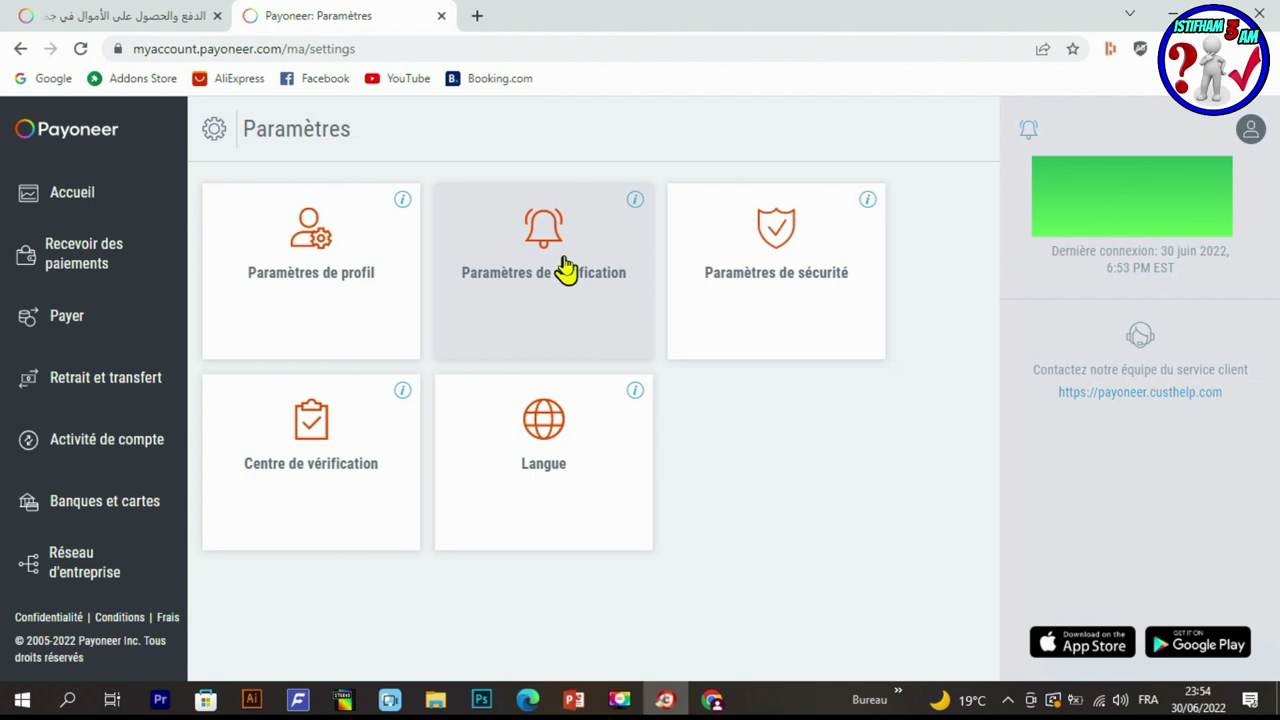 الدفع والحصول على الأموال في جم
Payoneer: Paramètres
myaccount.payoneer.com/ma/settings
ISTIFHAM 3AM
Google
Addons Store
AliExpress
Facebook
YouTube
Booking.com
Payoneer
Accueil
Recevoir des
paiements
Payer
Retrait et transfert
Activité de compte
Banques et cartes
Réseau
d'entreprise
Confidentialité | Conditions | Frais
© 2005-2022 Payoneer Inc. Tous
droits réservés
Paramètres
Paramètres de profil
Paramètres de
Paramètres de sécurité
Centre de vérification
Langue
Dernière connexion: 30 juin 2022,
6:53 PM EST
Contactez notre équipe du service client
https://payoneer.custhelp.com
Download on the
App Store
GET IT ON
Google Play
Pr
Ai
Ps
Bureau
19°C
FRA
23:54
30/06/2022